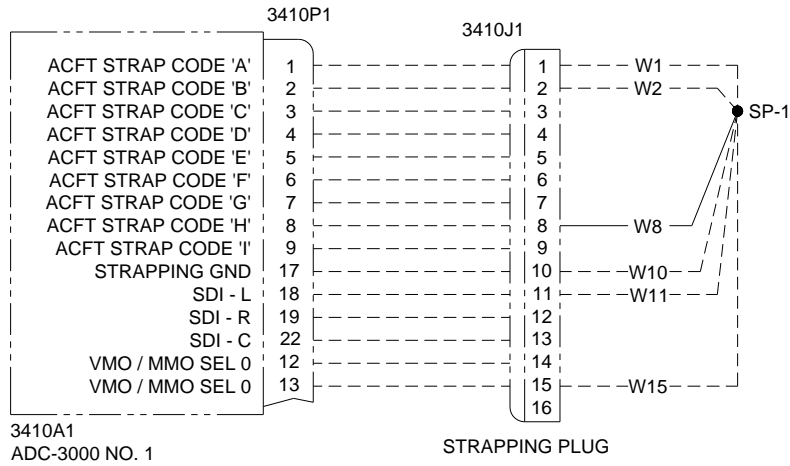 3410P1
3410J1
ACFT STRAP CODE 'A' 1 1 W1
ACFT STRAP CODE 'B' 2 2 W2
ACFT STRAP CODE 'C' 3 3 SP-1
ACFT STRAP CODE 'D' 4 4
ACFT STRAP CODE 'E' 5 5
ACFT STRAP CODE 'F' 6 6
ACFT STRAP CODE 'G' 7 7
ACFT STRAP CODE 'H' 8 8 W8
ACFT STRAP CODE 'I' 9 9
STRAPPING GND 17 10 W10
SDI - L 18 11 W11
SDI - R 19 12
SDI - C 22 13
VMO / MMO SEL 0 12 14
VMO / MMO SEL 0 13 15 W15
16
3410A1
ADC-3000 NO. 1
STRAPPING PLUG